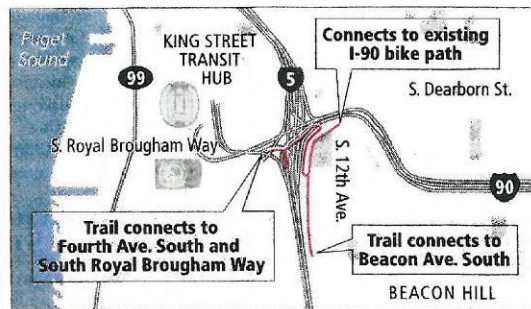 Puget
Sound
99
KING STREET
TRANSIT
HUB
5
Connects to existing
I-90 bike path
S. Dearborn St.
S. Royal Brougham Way
S. 12th Ave.
90
Trail connects to
Fourth Ave. South and
South Royal Brougham Way
Trail connects to
Beacon Ave. South
BEACON HILL